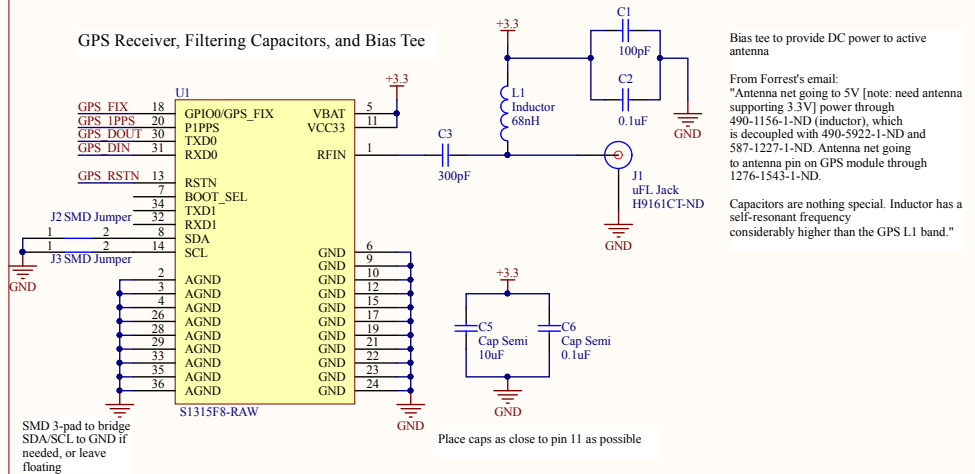 GPS Receiver, Filtering Capacitors, and Bias Tee
+3.3
C1
100pF
C2
0.1uF
GND
L1
Inductor
68nH
C3
300pF
J1
uFL Jack
H9161CT-ND
GND
Bias tee to provide DC power to active
antenna
From Forrest's email:
"Antenna net going to 5V [note: need antenna
supporting 3.3V] power through
490-1156-1-ND (inductor), which
is decoupled with 490-5922-1-ND and
587-1227-1-ND. Antenna net going
to antenna pin on GPS module through
1276-1543-1-ND.
Capacitors are nothing special. Inductor has a
self-resonant frequency
considerably higher than the GPS L1 band."
U1
+3.3
GPS_FIX 18 GPIO0/GPS_FIX VBAT 5
GPS_1PPS 20 P1PPS VCC33 11
GPS_DOUT 30 TXD0
GPS_DIN 31 RXD0 RFIN 1
GPS_RSTN 13 RSTN
7 BOOT_SEL
34 TXD1
32 RXD1
J2 SMD Jumper
1 2 8 SDA
1 2 14 SCL GND 6
J3 SMD Jumper
GND 9
GND
2 AGND GND 10
3 AGND GND 12
4 AGND GND 15
26 AGND GND 17
28 AGND GND 19
29 AGND GND 21
33 AGND GND 22
35 AGND GND 23
36 AGND GND 24
S1315F8-RAW
GND
GND
SMD 3-pad to bridge
SDA/SCL to GND if
needed, or leave
floating
+3.3
C5
Cap Semi
10uF
C6
Cap Semi
0.1uF
GND
Place caps as close to pin 11 as possible